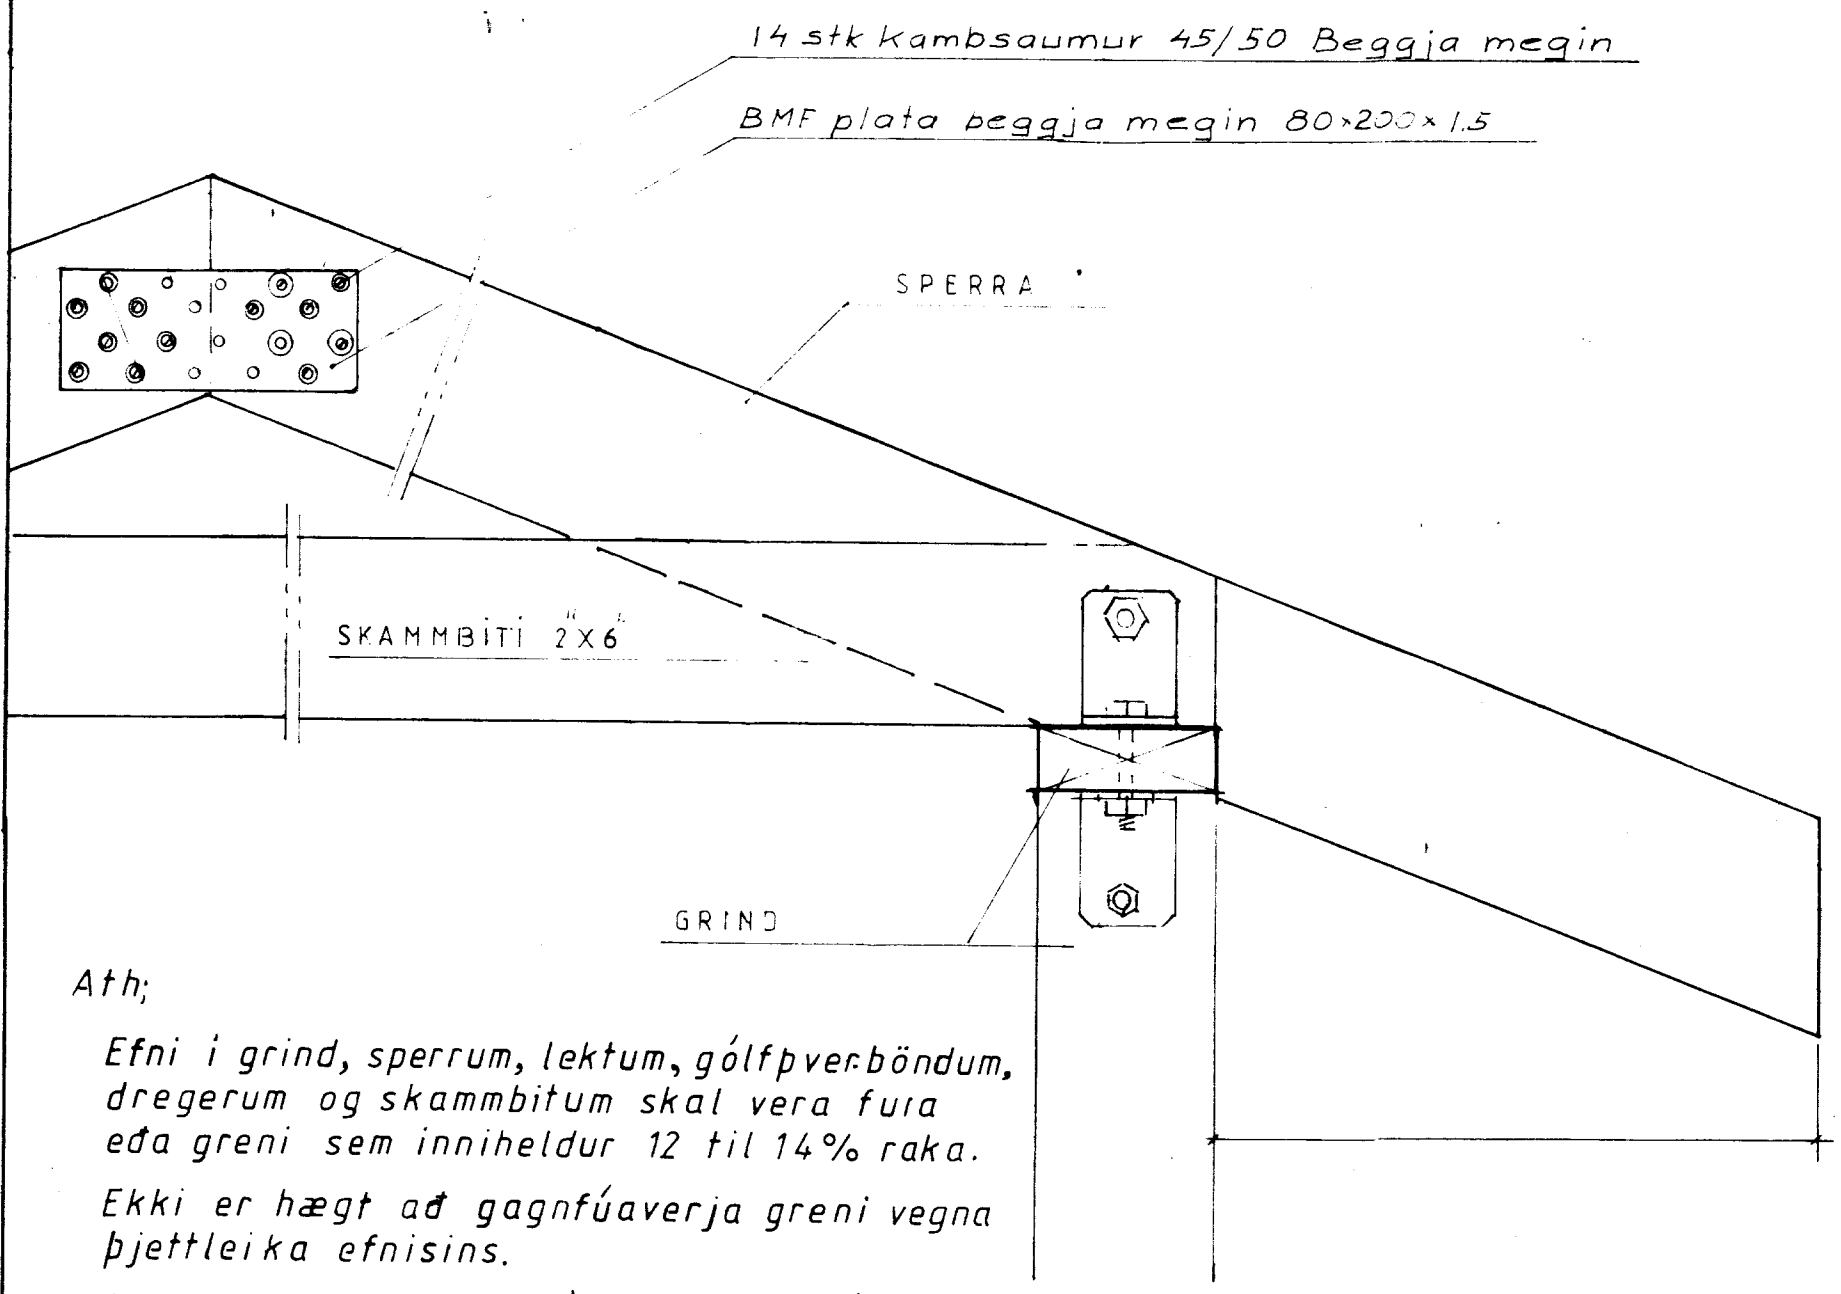 14 stk kambsaumur 45/50 Beggja megin
BMF plata beggja megin 80×200×1.5
SPERRA
SKAMMBITI 2"X6"
GRIND
Ath;
Efni í grind, sperrum, lektum, gólfþverböndum,
dregerum og skammbitum skal vera fura
eða greni sem inniheldur 12 til 14% raka.
Ekki er hægt að gagnfúaverja greni vegna
þjettleika efnisins.